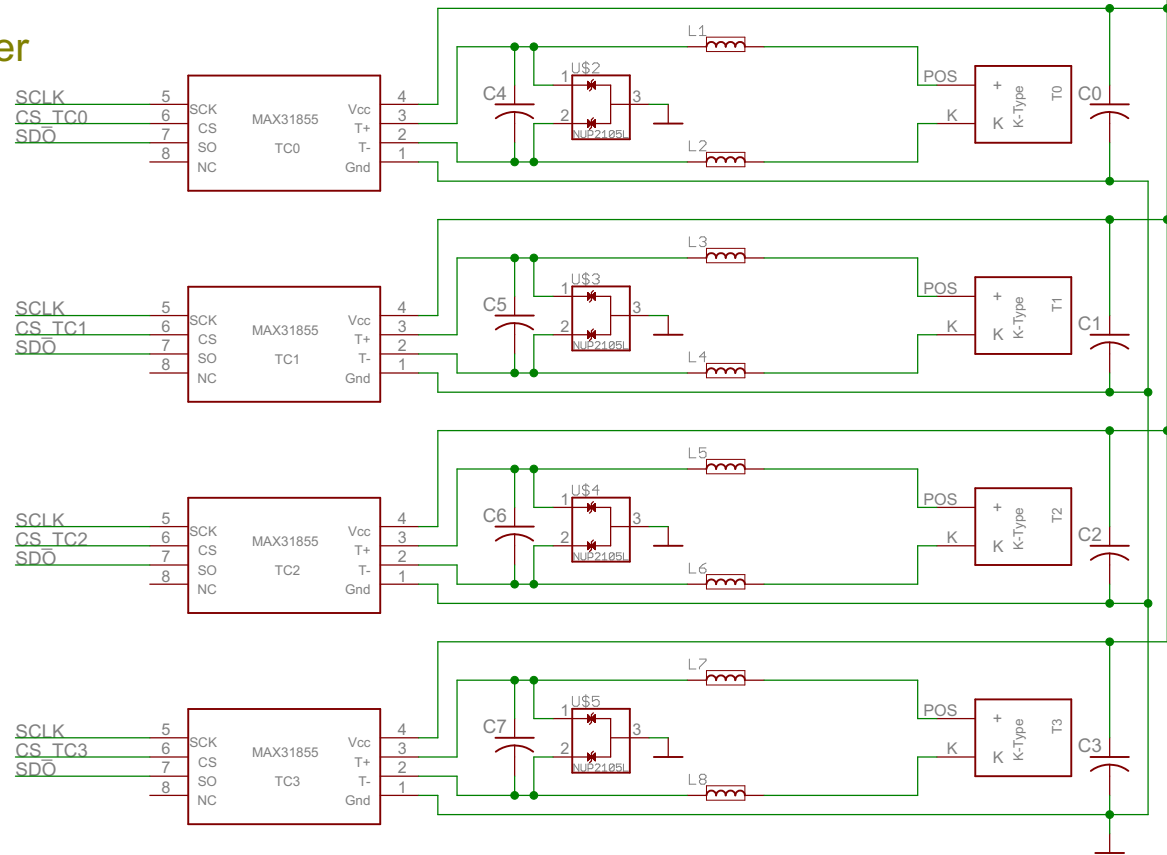 er
L1
U$2
SCLK 5 SCK MAX31855 Vcc 4 C4 1 3 POS + K-Type T0 C0
CS_TC0 6 CS T+ 3 2 K K
SDO 7 SO TC0 T- 2 NUP2105L
8 NC Gnd 1 L2
L3
U$3
SCLK 5 SCK MAX31855 Vcc 4 C5 1 3 POS + K-Type T1 C1
CS_TC1 6 CS T+ 3 2 K K
SDO 7 SO TC1 T- 2 NUP2105L
8 NC Gnd 1 L4
L5
U$4
SCLK 5 SCK MAX31855 Vcc 4 C6 1 3 POS + K-Type T2 C2
CS_TC2 6 CS T+ 3 2 K K
SDO 7 SO TC2 T- 2 NUP2105L
8 NC Gnd 1 L6
L7
U$5
SCLK 5 SCK MAX31855 Vcc 4 C7 1 3 POS + K-Type T3 C3
CS_TC3 6 CS T+ 3 2 K K
SDO 7 SO TC3 T- 2 NUP2105L
8 NC Gnd 1 L8